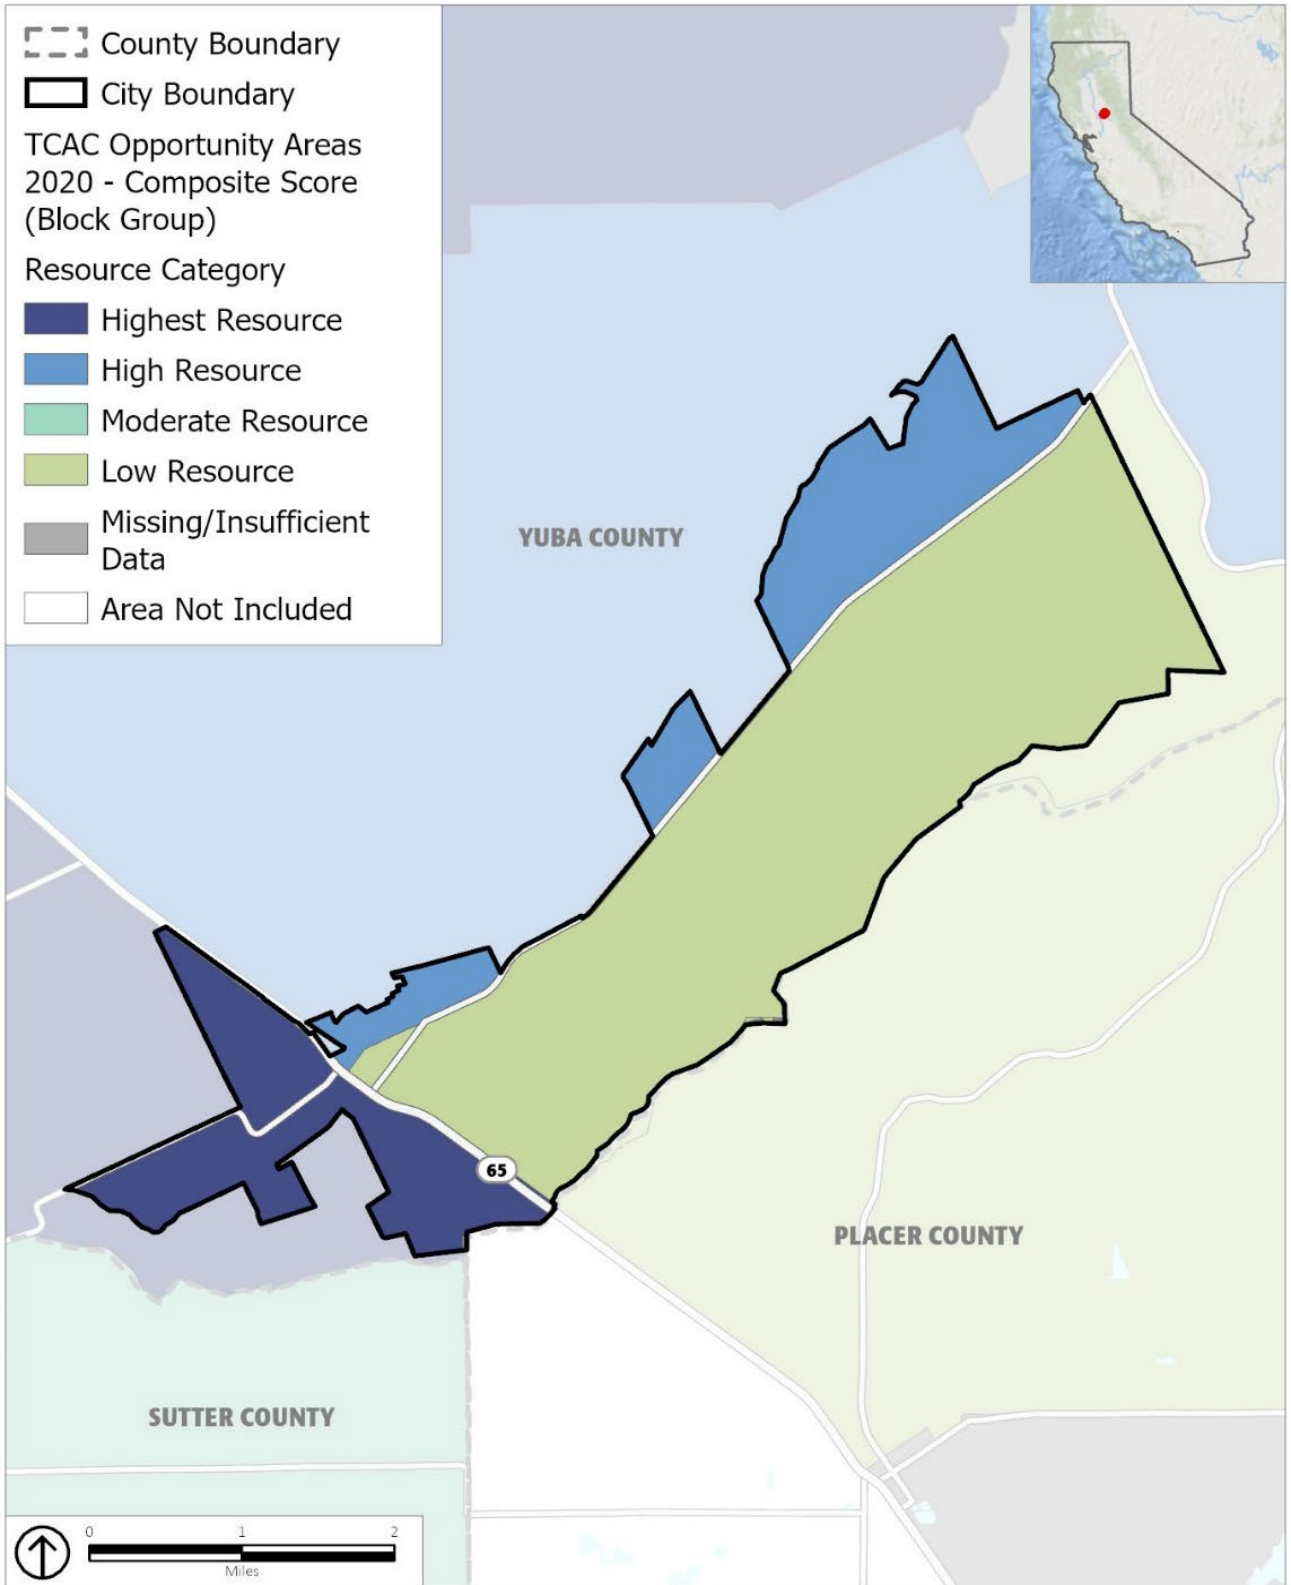 County Boundary
City Boundary
TCAC Opportunity Areas
2020 - Composite Score
(Block Group)
Resource Category
Highest Resource
High Resource
Moderate Resource
Low Resource
Missing/Insufficient
Data
Area Not Included
YUBA COUNTY
65
PLACER COUNTY
SUTTER COUNTY
0 1 2
Miles